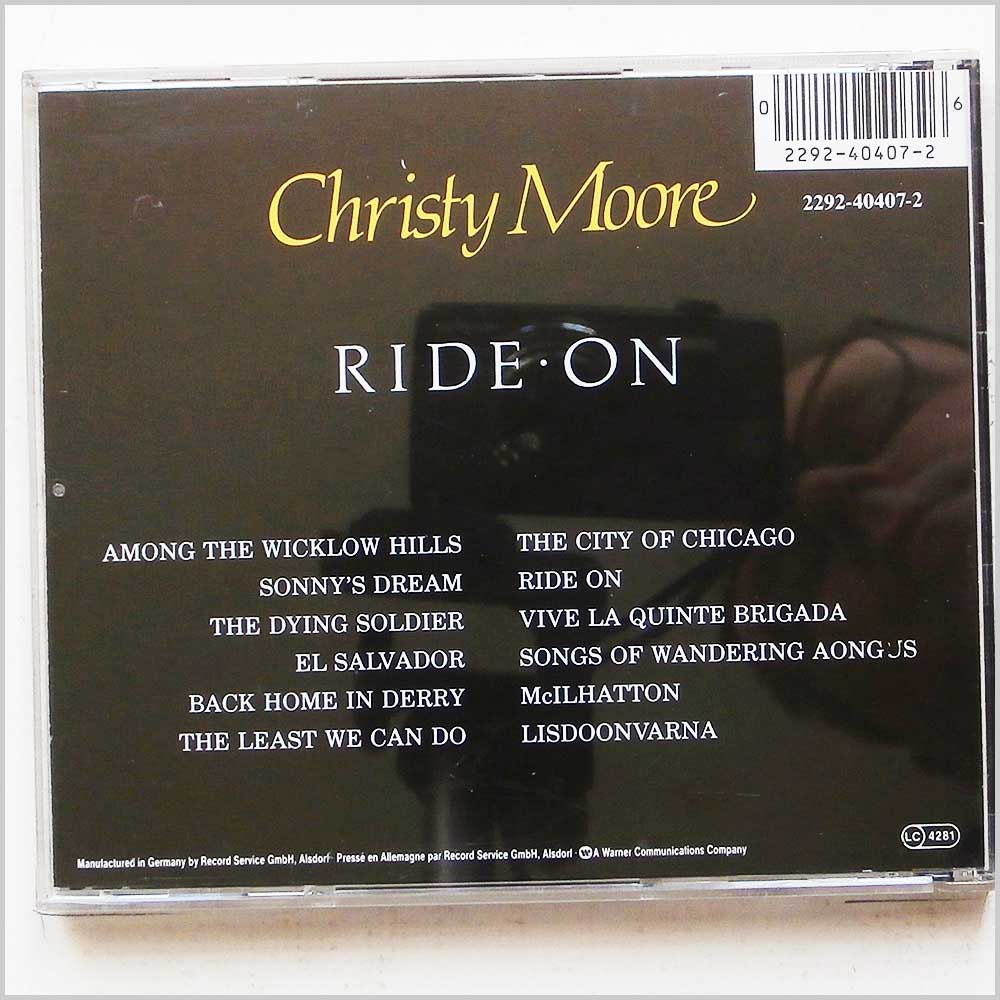 0 6
2292-40407-2
2292-40407-2
Christy Moore
RIDE·ON
AMONG THE WICKLOW HILLS
SONNY'S DREAM
THE DYING SOLDIER
EL SALVADOR
BACK HOME IN DERRY
THE LEAST WE CAN DO
THE CITY OF CHICAGO
RIDE ON
VIVE LA QUINTE BRIGADA
SONGS OF WANDERING AONGUS
McILHATTON
LISDOONVARNA
LC 4281
Manufactured in Germany by Record Service GmbH, Alsdorf · Pressé en Allemagne par Record Service GmbH, Alsdorf · W A Warner Communications Company